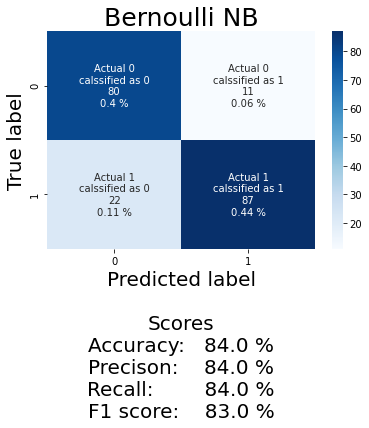 Bernoulli NB
True label
0
Actual 0
calssified as 0
80
0.4 %
Actual 0
calssified as 1
11
0.06 %
1
Actual 1
calssified as 0
22
0.11 %
Actual 1
calssified as 1
87
0.44 %
0
1
Predicted label
80
70
60
50
40
30
20
Scores
Accuracy: 84.0 %
Precison: 84.0 %
Recall: 84.0 %
F1 score: 83.0 %